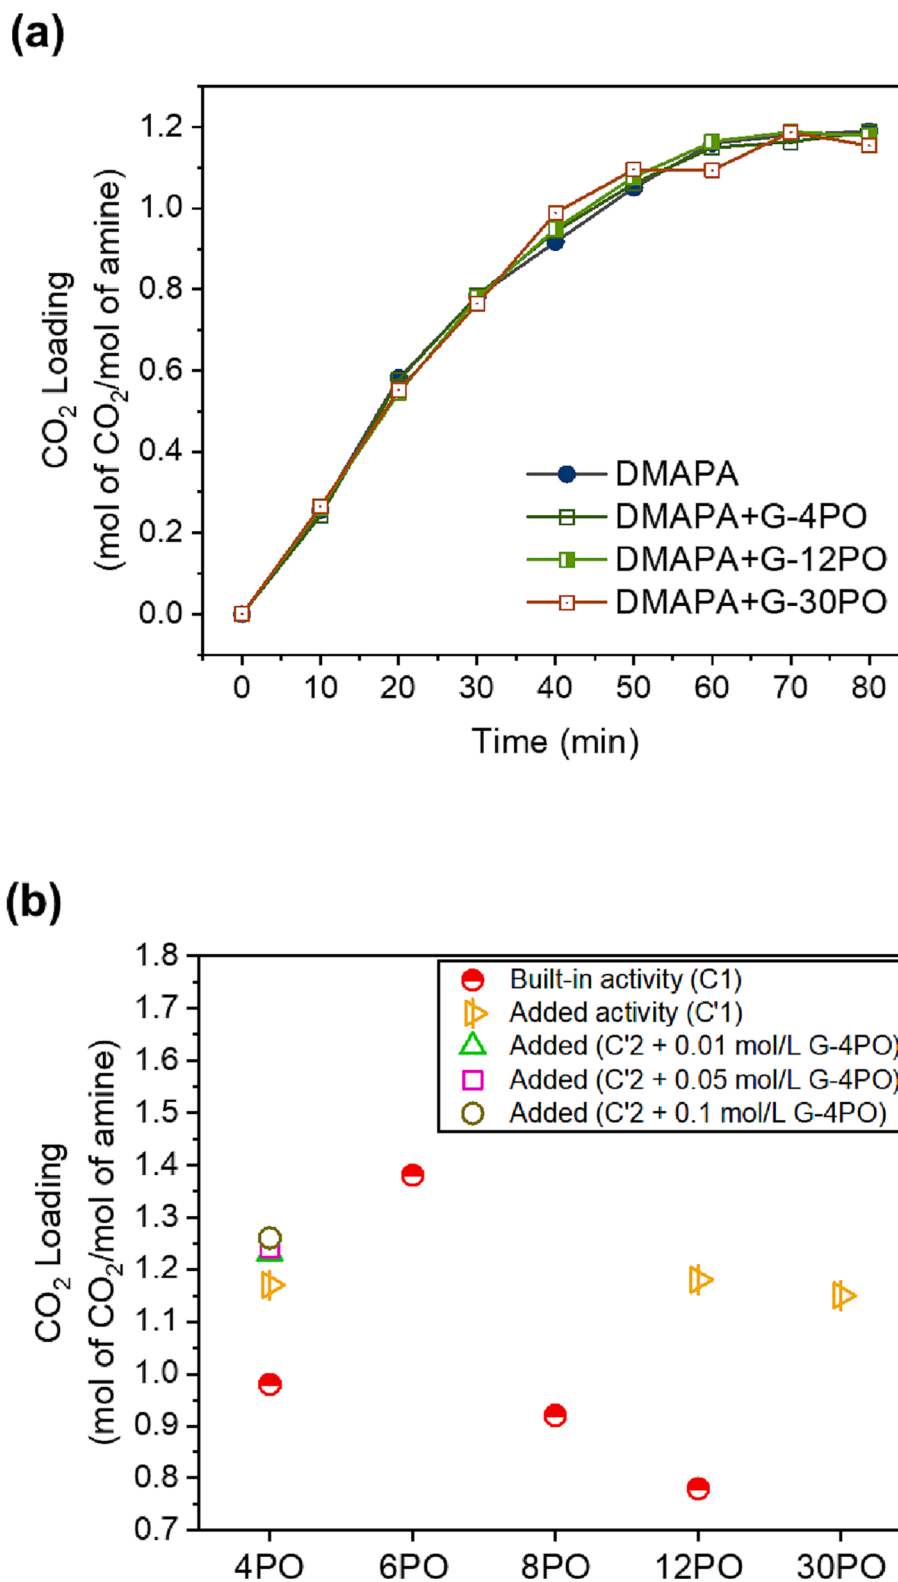 (a)
CO₂ Loading
(mol of CO₂/mol of amine)
1.2
1.0
0.8
0.6
0.4
0.2
0.0
DMAPA
DMAPA+G-4PO
DMAPA+G-12PO
DMAPA+G-30PO
0 10 20 30 40 50 60 70 80
Time (min)
(b)
CO₂ Loading
(mol of CO₂/mol of amine)
1.8
1.7
1.6
1.5
1.4
1.3
1.2
1.1
1.0
0.9
0.8
0.7
Built-in activity (C1)
Added activity (C'1)
Added (C'2 + 0.01 mol/L G-4PO)
Added (C'2 + 0.05 mol/L G-4PO)
Added (C'2 + 0.1 mol/L G-4PO)
4PO 6PO 8PO 12PO 30PO